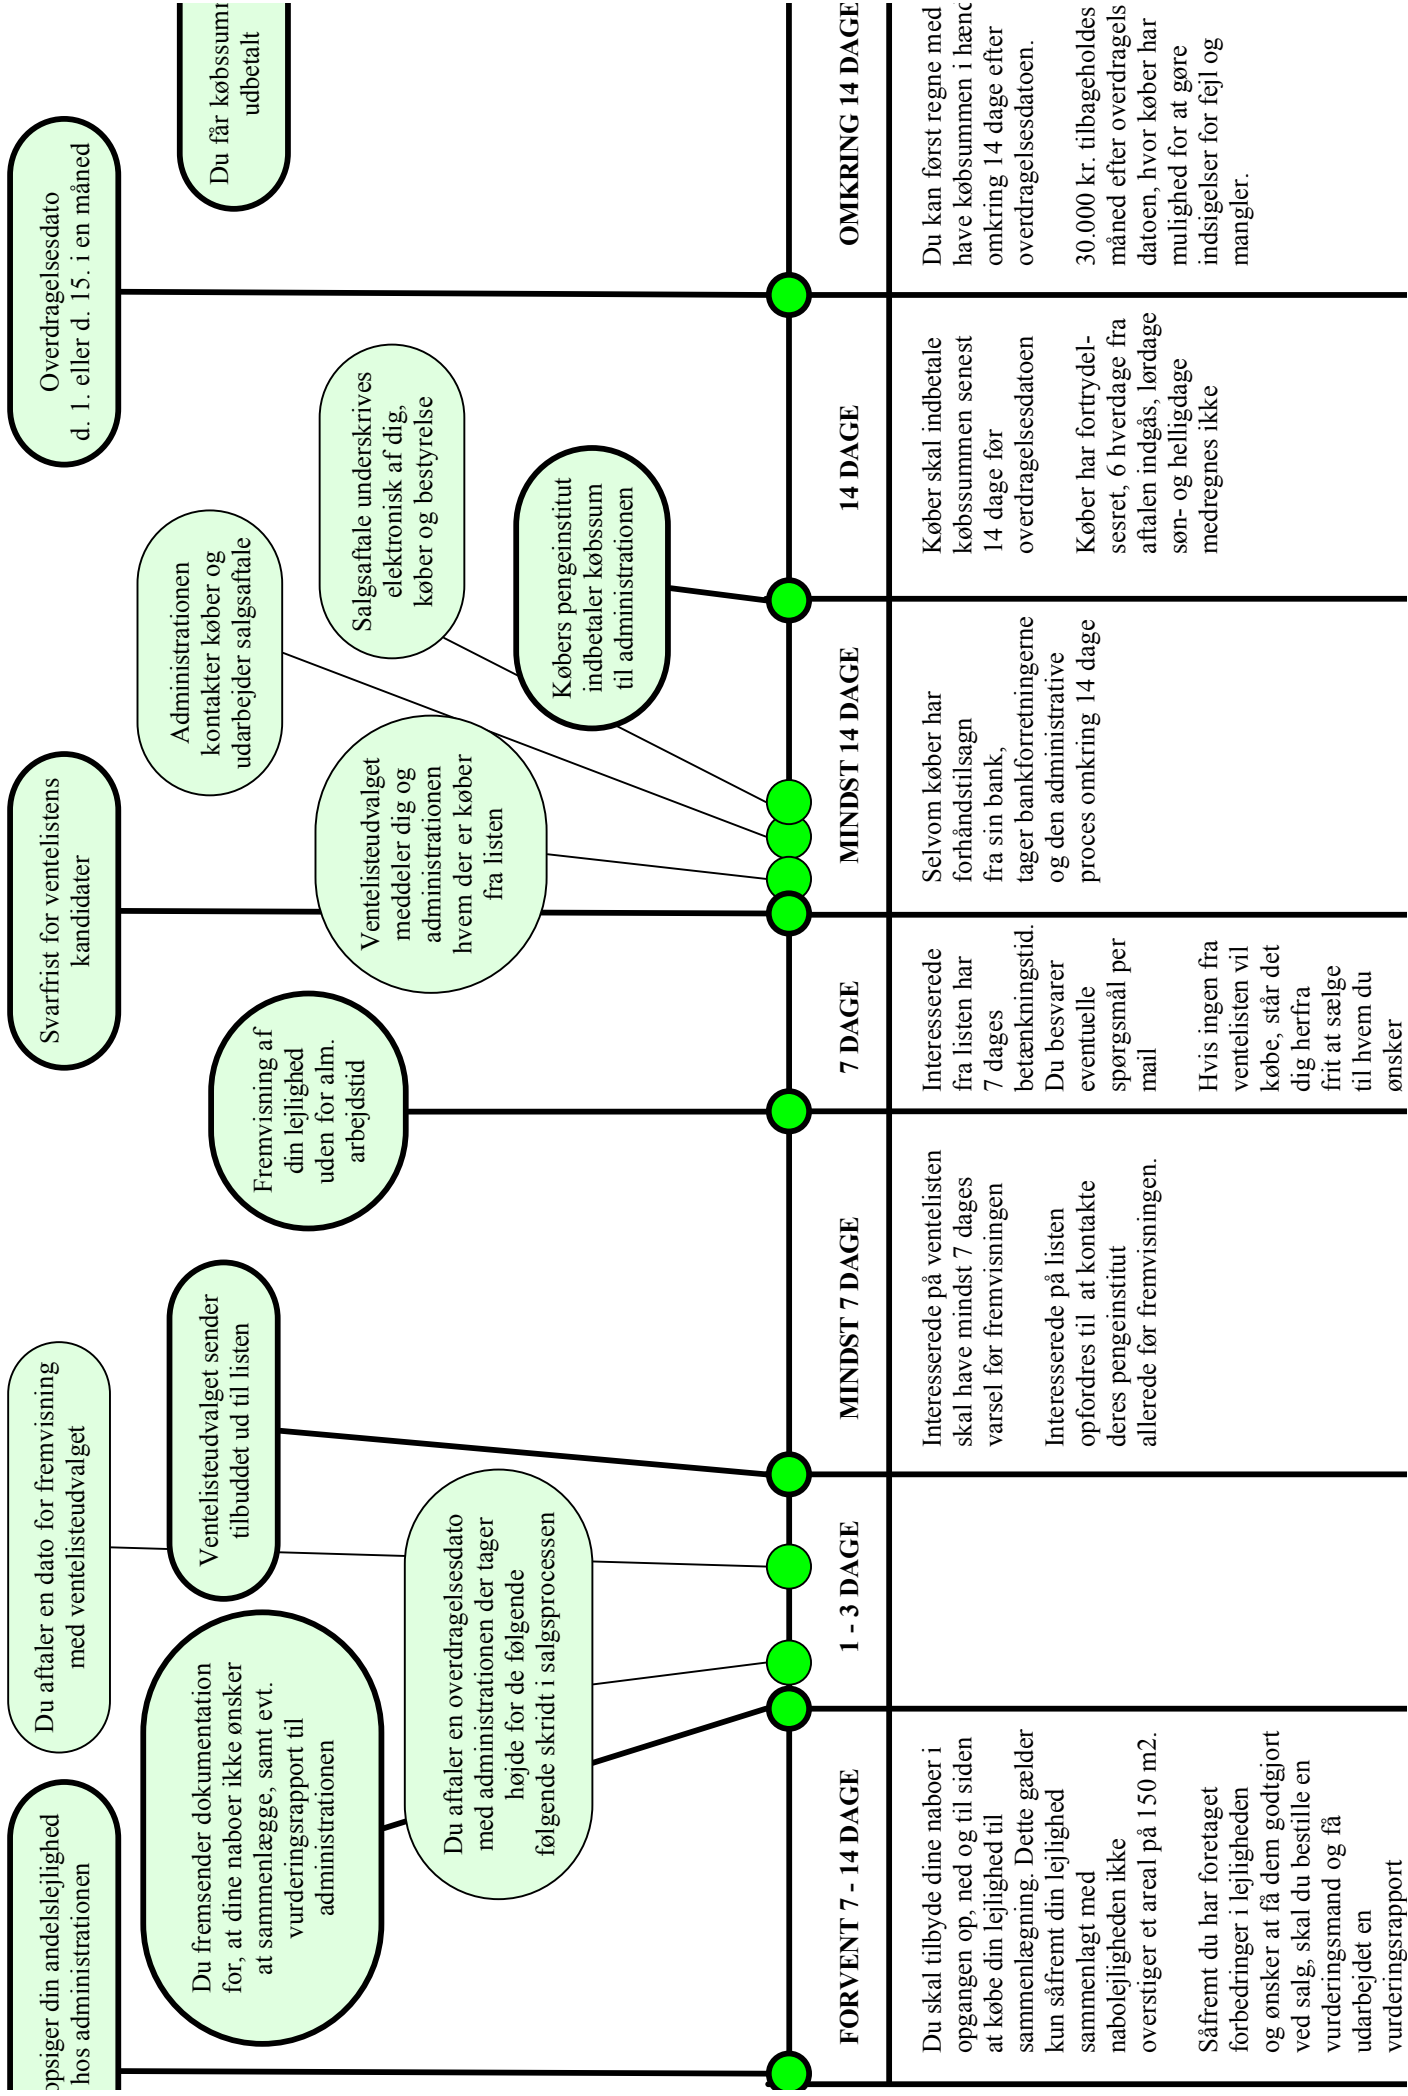 opsiger din andelslejlighed
hos administrationen
Du aftaler en dato for fremvisning
med ventelisteudvalget
Svarfrist for ventelistens
kandidater
Overdragelsesdato
d. 1. eller d. 15. i en måned
Du fremsender dokumentation
for, at dine naboer ikke ønsker
at sammenlægge, samt evt.
vurderingsrapport til
administrationen
Ventelisteudvalget sender
tilbuddet ud til listen
Fremvisning af
din lejlighed
uden for alm.
arbejdstid
Administrationen
kontakter køber og
udarbejder salgsaftale
Du får købssum
udbetalt
Du aftaler en overdragelsesdato
med administrationen der tager
højde for de følgende
følgende skridt i salgsprocessen
Ventelisteudvalget
meddeler dig og
administrationen
hvem der er køber
fra listen
Salgsaftale underskrives
elektronisk af dig,
køber og bestyrelse
Købers pengeinstitut
indbetaler købssum
til administrationen
FORVENT 7 - 14 DAGE
1 - 3 DAGE
MINDST 7 DAGE
7 DAGE
MINDST 14 DAGE
14 DAGE
OMKRING 14 DAGE
Du skal tilbyde dine naboer i
opgangen op, ned og til siden
at købe din lejlighed til
sammenlægning. Dette gælder
kun såfremt din lejlighed
sammenlagt med
nabolejligheden ikke
overstiger et areal på 150 m2.
Såfremt du har foretaget
forbedringer i lejligheden
og ønsker at få dem godtgjort
ved salg, skal du bestille en
vurderingsmand og få
udarbejdet en
vurderingsrapport
Interesserede på ventelisten
skal have mindst 7 dages
varsel før fremvisningen
Interesserede på listen
opfordres til  at kontakte
deres pengeinstitut
allerede før fremvisningen.
Interesserede
fra listen har
7 dages
betænkningstid.
Du besvarer
eventuelle
spørgsmål per
mail
Hvis ingen fra
ventelisten vil
købe, står det
dig herfra
frit at sælge
til hvem du
ønsker
Selvom køber har
forhåndstilsagn
fra sin bank,
tager bankforretningerne
og den administrative
proces omkring 14 dage
Køber skal indbetale
købssummen senest
14 dage før
overdragelsesdatoen
Køber har fortrydel-
sesret, 6 hverdage fra
aftalen indgås, lørdage
søn- og helligdage
medregnes ikke
Du kan først regne med
have købsummen i hænd
omkring 14 dage efter
overdragelsesdatoen.
30.000 kr. tilbageholdes
måned efter overdragels
datoen, hvor køber har
mulighed for at gøre
indsigelser for fejl og
mangler.